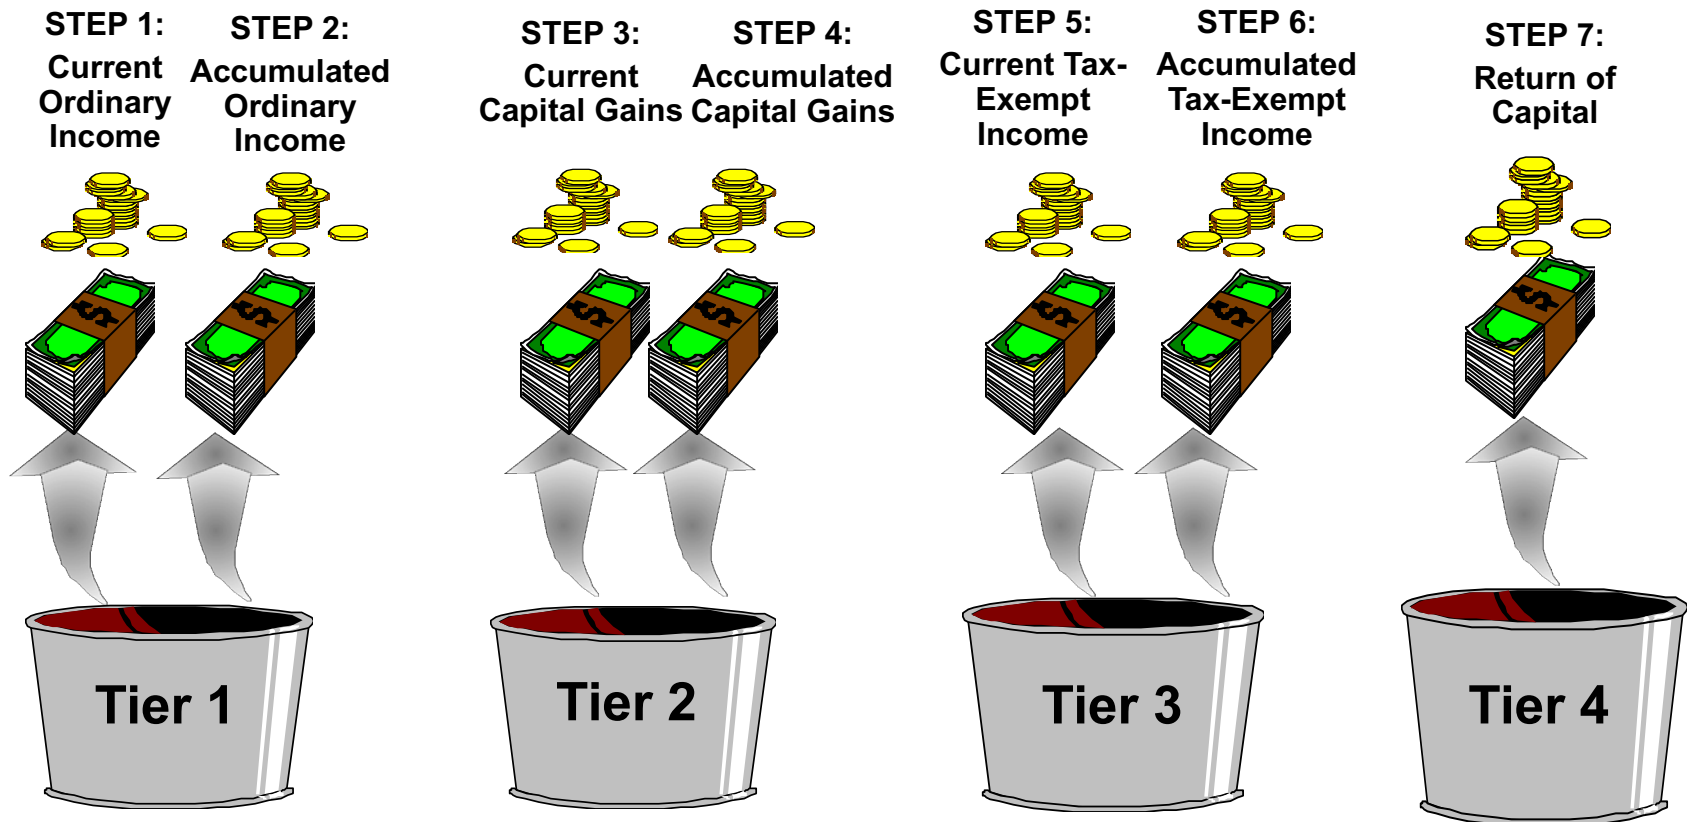 STEP 1:
Current
Ordinary
Income
STEP 2:
Accumulated
Ordinary
Income
STEP 3:
Current
Capital Gains
STEP 4:
Accumulated
Capital Gains
STEP 5:
Current Tax-
Exempt
Income
STEP 6:
Accumulated
Tax-Exempt
Income
STEP 7:
Return of
Capital
$
$
$
$
$
$
$
Tier 1
Tier 2
Tier 3
Tier 4